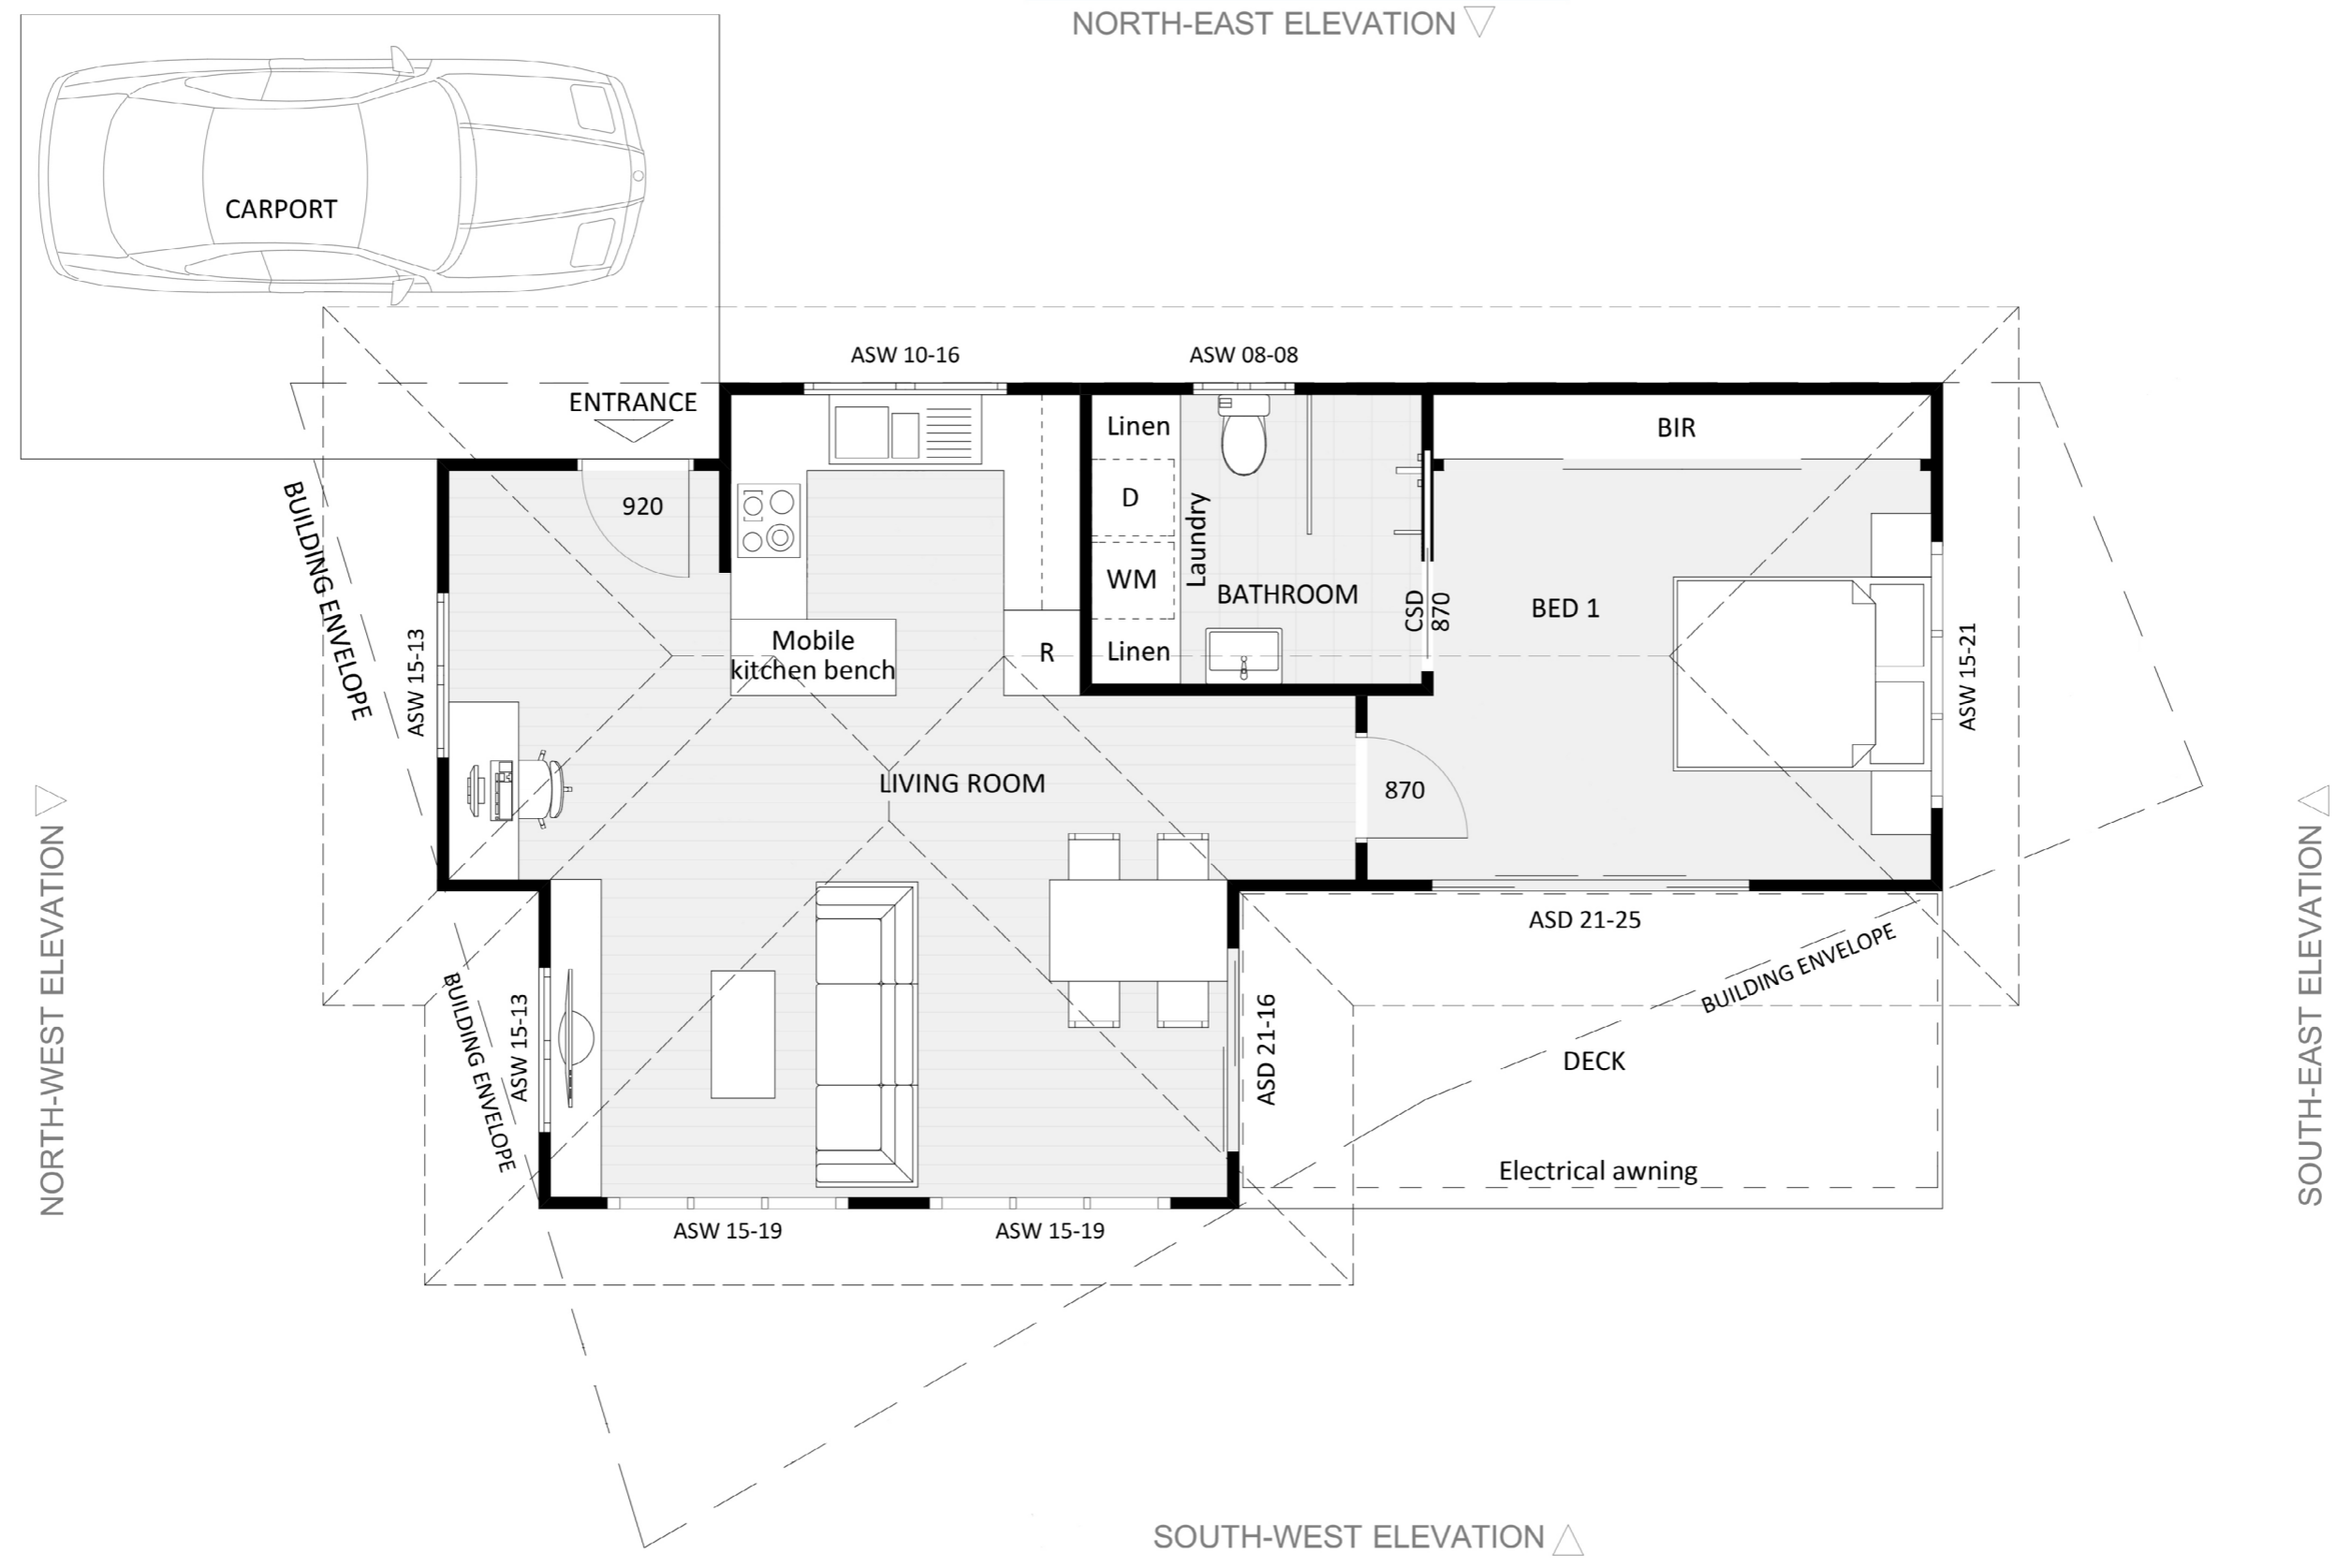 NORTH-EAST ELEVATION
CARPORT
ASW 10-16
ASW 08-08
ENTRANCE
Linen
BIR
920
D
Laundry
WM
BATHROOM
CSD
870
BED 1
Mobile
kitchen bench
R
Linen
BUILDING ENVELOPE
ASW 15-13
ASW 15-21
LIVING ROOM
870
NORTH-WEST ELEVATION
SOUTH-EAST ELEVATION
ASD 21-25
BUILDING ENVELOPE
BUILDING ENVELOPE
ASW 15-13
ASD 21-16
DECK
Electrical awning
ASW 15-19
ASW 15-19
SOUTH-WEST ELEVATION